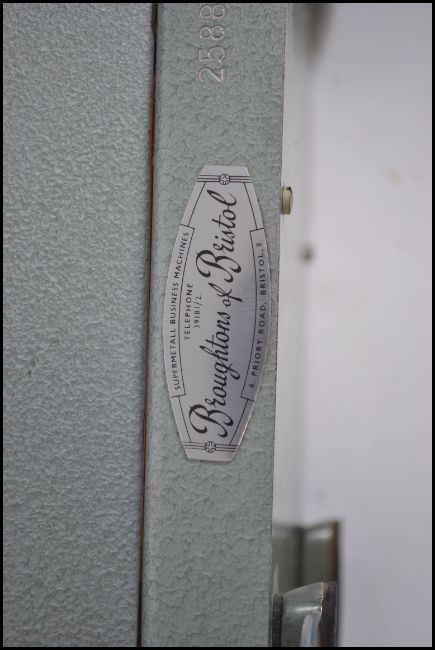 2588
SUPERMETALL BUSINESS MACHINES
TELEPHONE
39181/2.
Broughtons of Bristol
6, PRIORY ROAD, BRISTOL, 8.